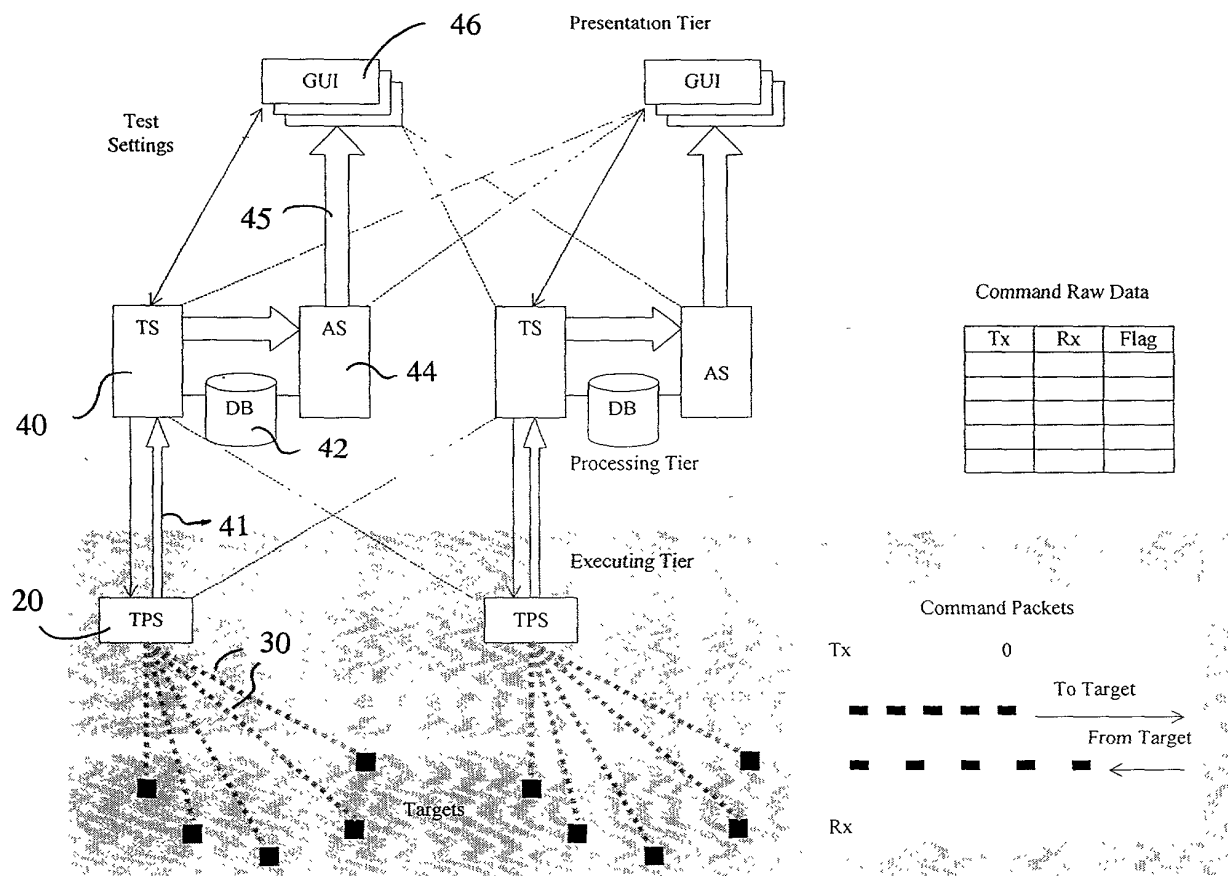 46
Presentation Tier
GUI
GUI
Test
Settings
45
TS
AS
TS
AS
Command Raw Data
Tx Rx Flag
40
DB
44
DB
42
Processing Tier
41
Executing Tier
20
TPS
TPS
Command Packets
30
Tx 0
To Target
From Target
Targets
Rx